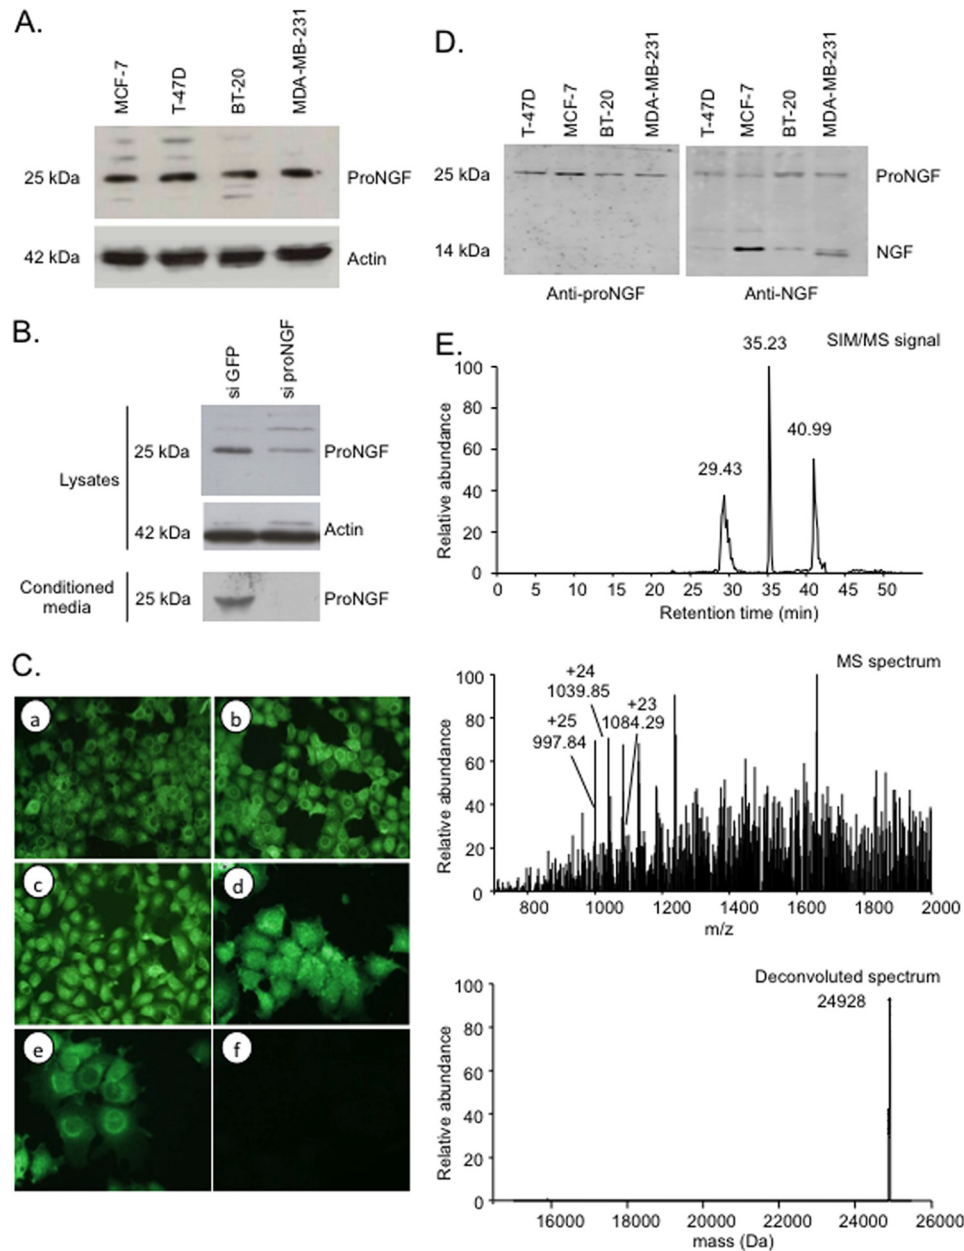 A.
MCF-7
T-47D
BT-20
MDA-MB-231
25 kDa
ProNGF
42 kDa
Actin
B.
si GFP
si proNGF
Lysates
25 kDa
ProNGF
42 kDa
Actin
Conditioned
media
25 kDa
ProNGF
C.
a
b
c
d
e
f
D.
T-47D
MCF-7
BT-20
MDA-MB-231
T-47D
MCF-7
BT-20
MDA-MB-231
25 kDa
ProNGF
14 kDa
NGF
Anti-proNGF
Anti-NGF
E.
SIM/MS signal
35.23
40.99
29.43
Relative abundance
100
80
60
40
20
0
0 5 10 15 20 25 30 35 40 45 50
Retention time (min)
MS spectrum
+24
1039.85
+23
1084.29
+25
997.84
Relative abundance
100
80
60
40
20
0
800 1000 1200 1400 1600 1800 2000
m/z
Deconvoluted spectrum
24928
Relative abundance
100
80
60
40
20
0
16000 18000 20000 22000 24000 26000
mass (Da)